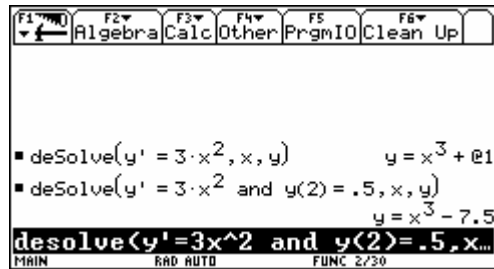 F1 F2 F3 F4 F5 F6
Algebra Calc Other PrgmIO Clean Up
▪ deSolve(y' = 3·x², x, y) y = x³ + @1
▪ deSolve(y' = 3·x² and y(2) = .5, x, y)
y = x³ - 7.5
desolve(y'=3x^2 and y(2)=.5,x…
MAIN RAD AUTO FUNC 2/30